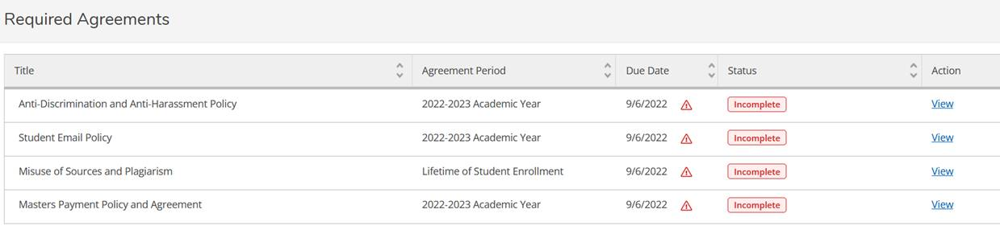 Required Agreements
Title Agreement Period Due Date Status Action
Anti-Discrimination and Anti-Harassment Policy 2022-2023 Academic Year 9/6/2022 Incomplete View
Student Email Policy 2022-2023 Academic Year 9/6/2022 Incomplete View
Misuse of Sources and Plagiarism Lifetime of Student Enrollment 9/6/2022 Incomplete View
Masters Payment Policy and Agreement 2022-2023 Academic Year 9/6/2022 Incomplete View